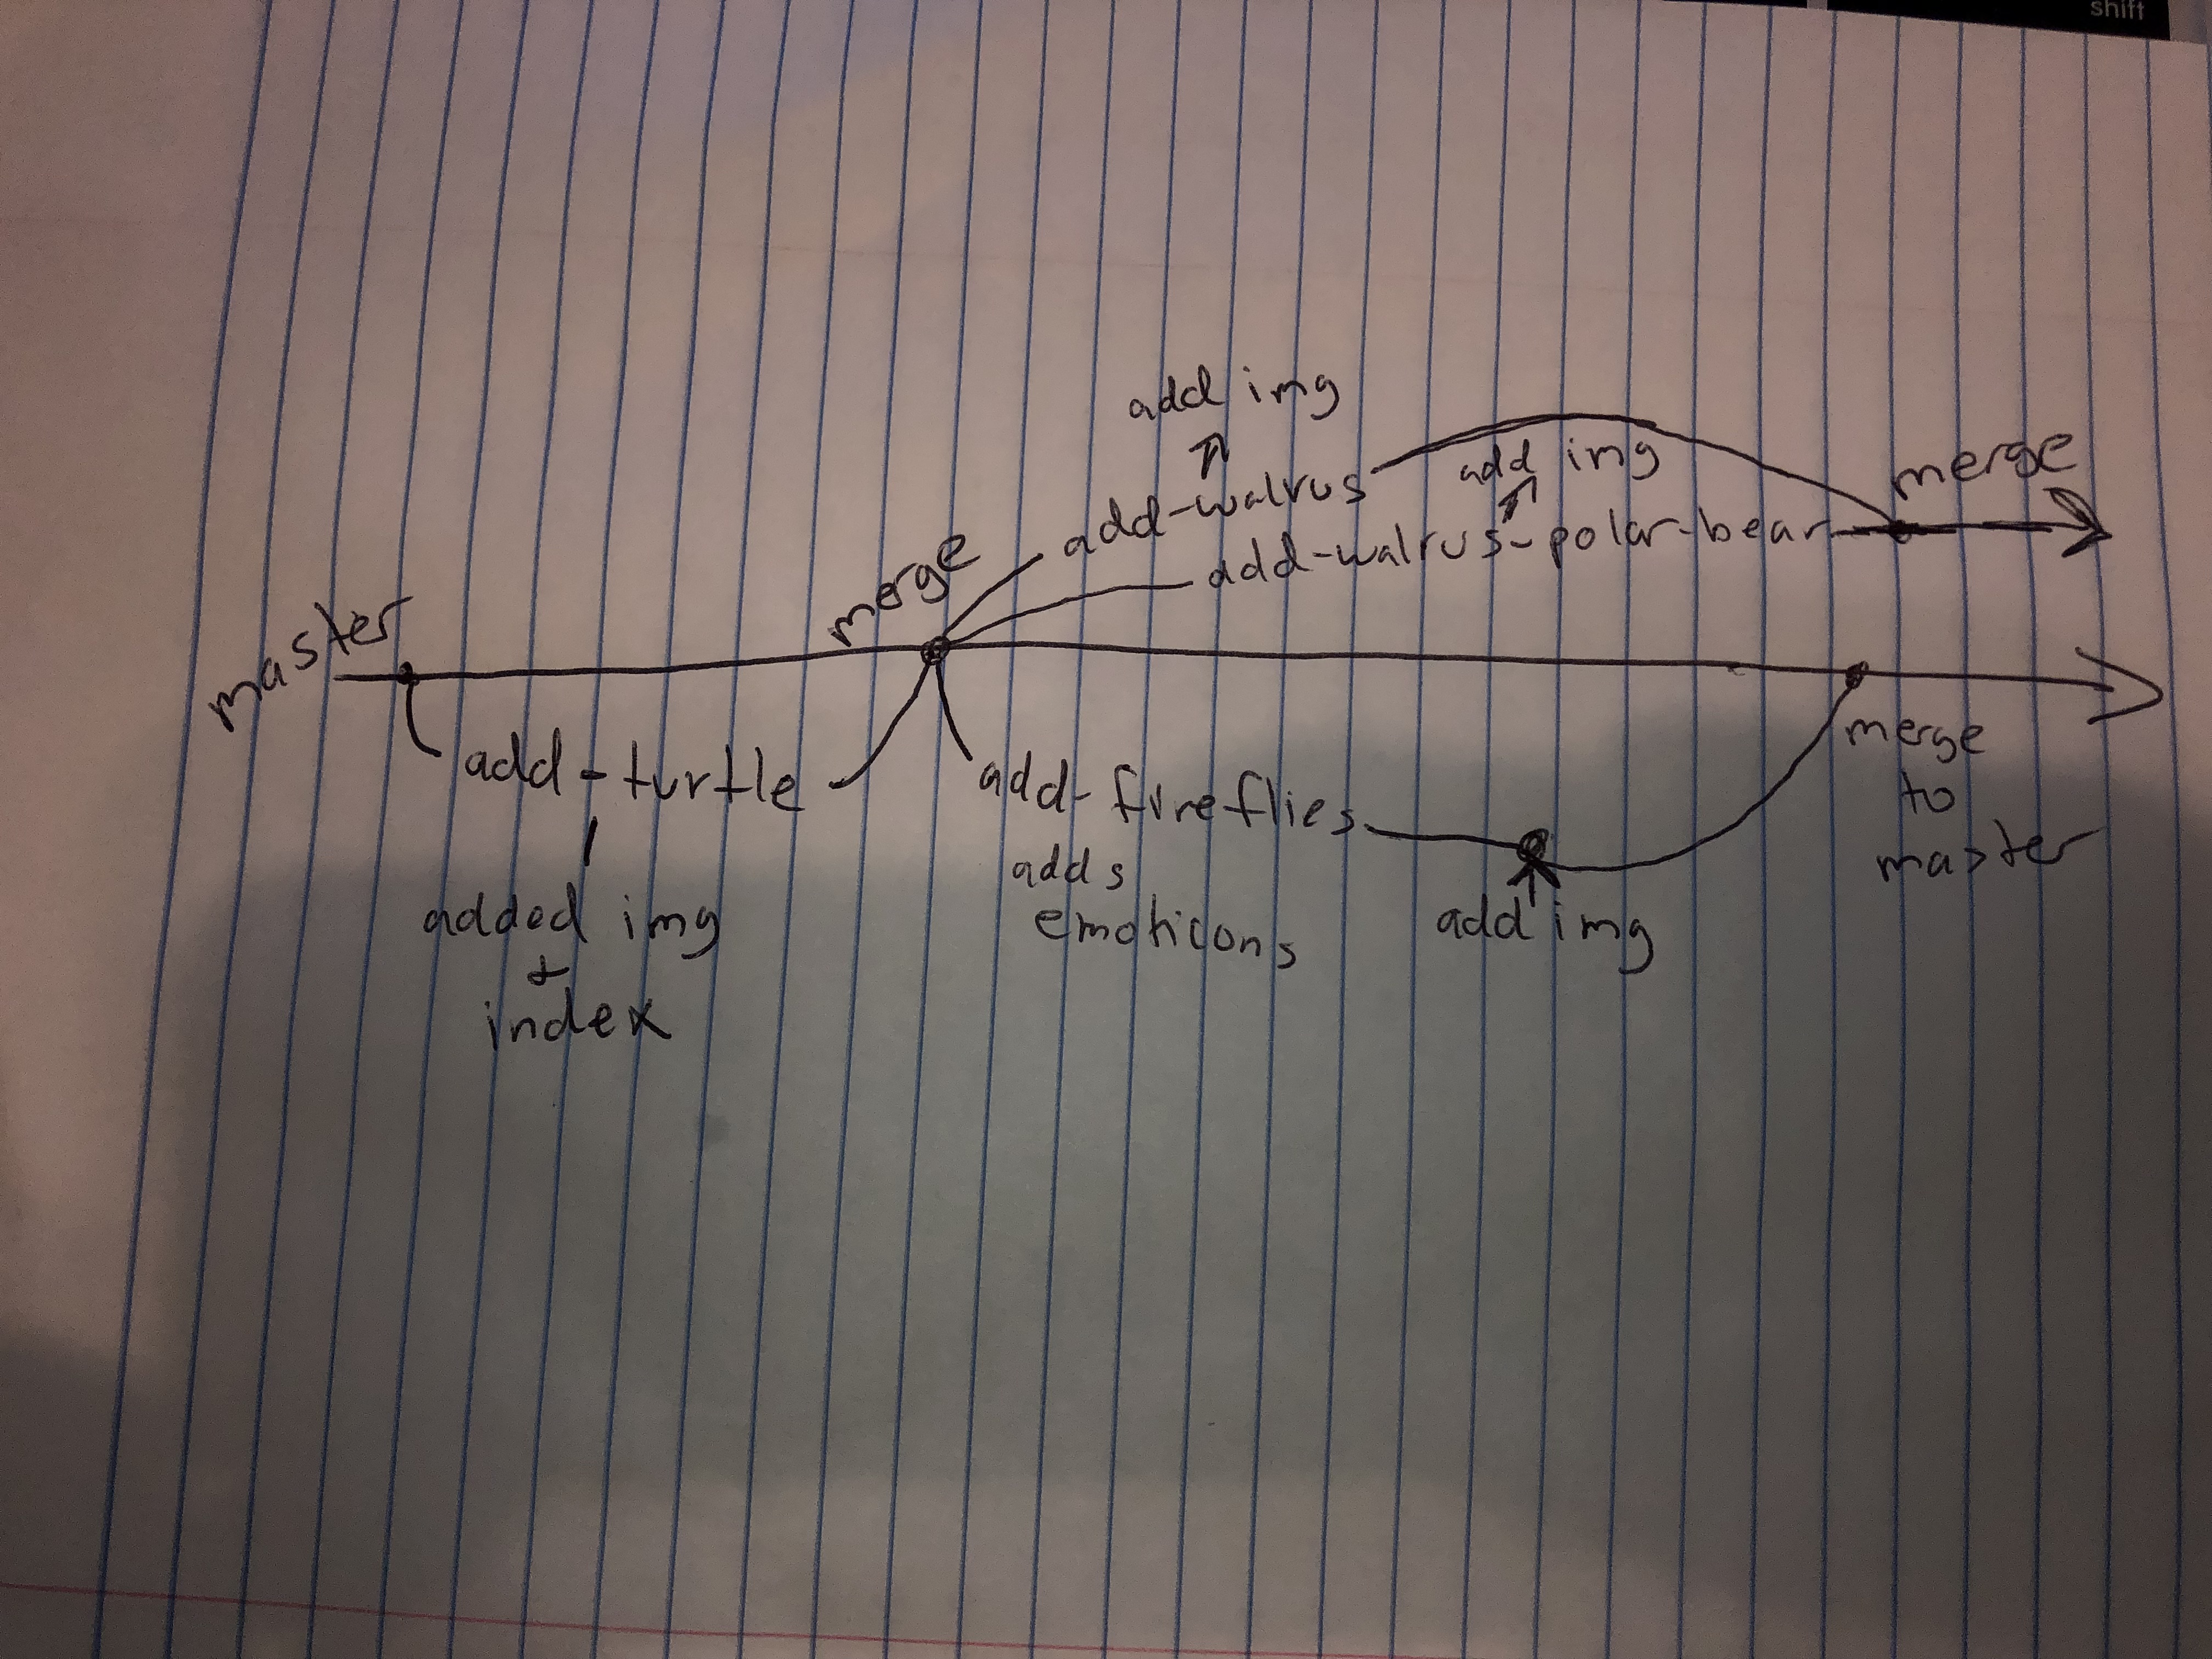 master
merge
add img
add-walrus
add img
add-walrus-polar-bear
merge
add-turtle
added img
+
index
add-fireflies
adds
emoticons
add img
merge
to
master
shift